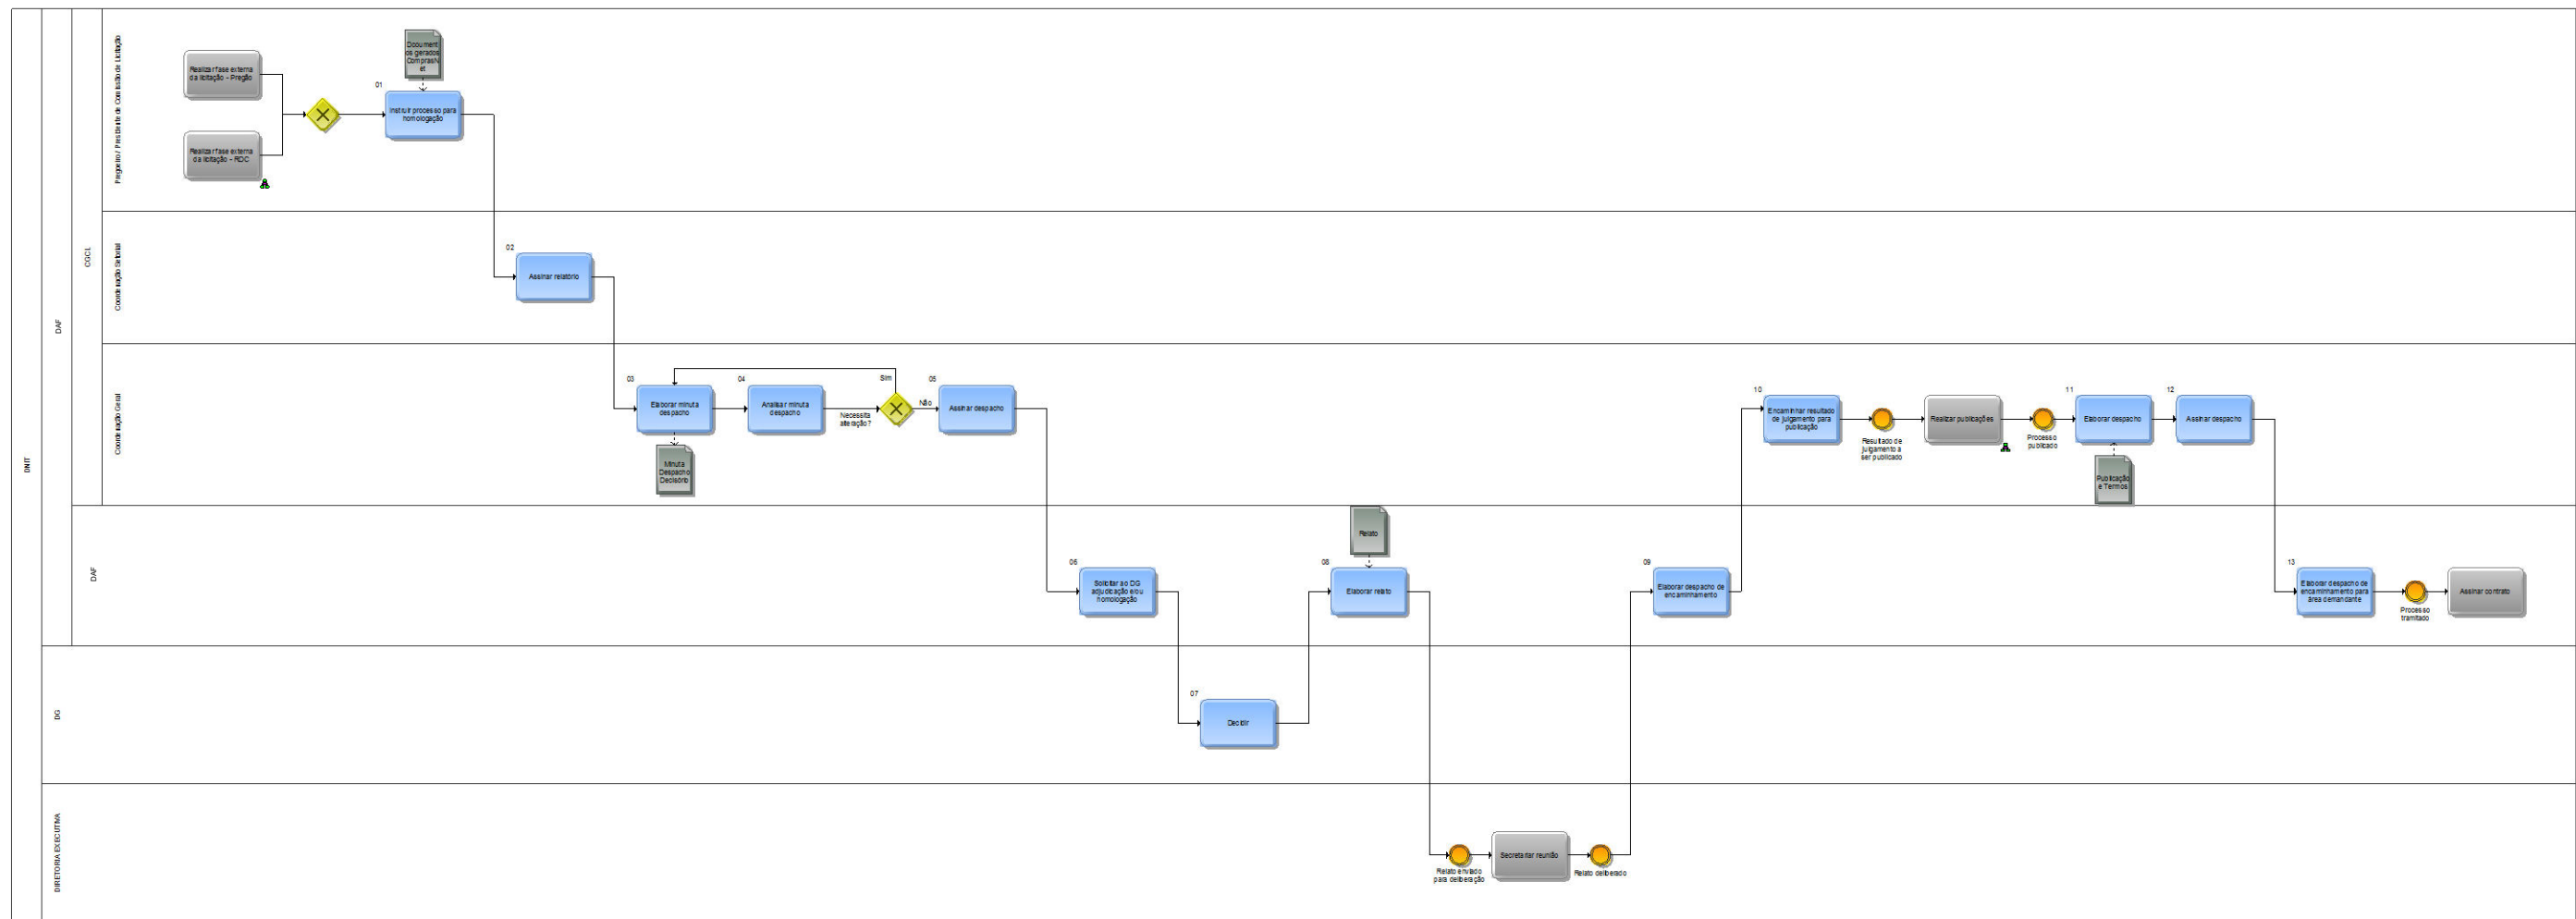 DNIT
DAF
CGCL
Pregoeiro / Presidente de Comissão de Licitação
Realizar fase externa
da licitação – Pregão
Realizar fase externa
da licitação – RDC
Document
os gerados
ComprasN
et
01
Instruir processo para
homologação
Coordenação Setorial
02
Assinar relatório
Coordenação Geral
03
Elaborar minuta
despacho
Minuta
Despacho
Decisório
04
Analisar minuta
despacho
Necessita
alteração?
Sim
Não
05
Assinar despacho
10
Encaminhar resultado
de julgamento para
publicação
Resultado de
julgamento a
ser publicado
Realizar publicações
Processo
publicado
11
Elaborar despacho
Publicação
e Termos
12
Assinar despacho
DAF
06
Solicitar ao DG
adjudicação e/ou
homologação
Relato
08
Elaborar relato
09
Elaborar despacho de
encaminhamento
13
Elaborar despacho de
encaminhamento para
área demandante
Processo
tramitado
Assinar contrato
DG
07
Decidir
DIRETORIA EXECUTIVA
Relato enviado
para deliberação
Secretariar reunião
Relato deliberado